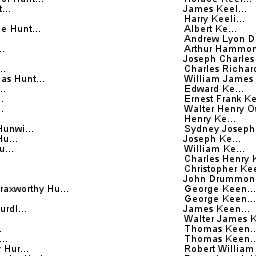 Hunt...
t... James Keel...
Harry Keeli...
e Hunt... Albert Ke...
Andrew Lyon D
.. Arthur Hammon
Joseph Charles
.. Charles Richard
as Hunt... William James
.. Edward Ke...
.. Ernest Frank Ke
.. Walter Henry O
Henry Ke...
Hunwi... Sydney Joseph
Hu... Joseph Ke...
u... William Ke...
Charles Henry K
Christopher Kee
John Drummon
raxworthy Hu... George Keen...
George Keen...
urdl... James Keen...
Walter James K
. Thomas Keen...
... Thomas Keen...
Hur... Robert William